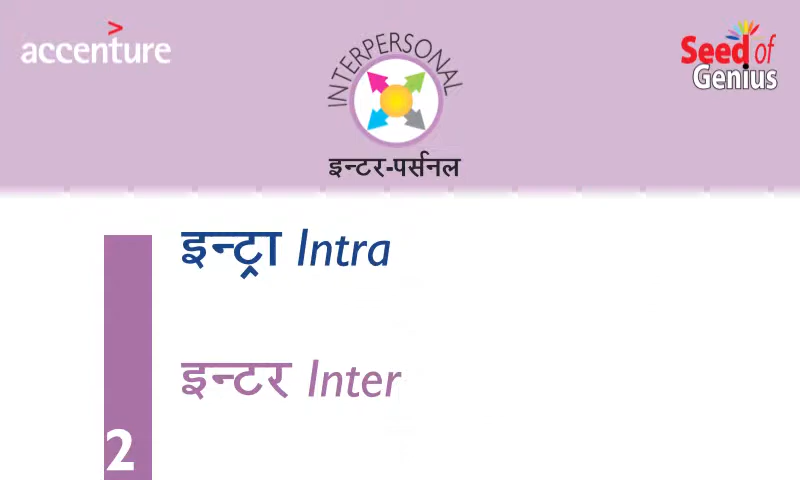 >
accenture
INTERPERSONAL
Seed of
Genius
इन्टर-पर्सनल
इन्ट्रा Intra
इन्टर Inter
2